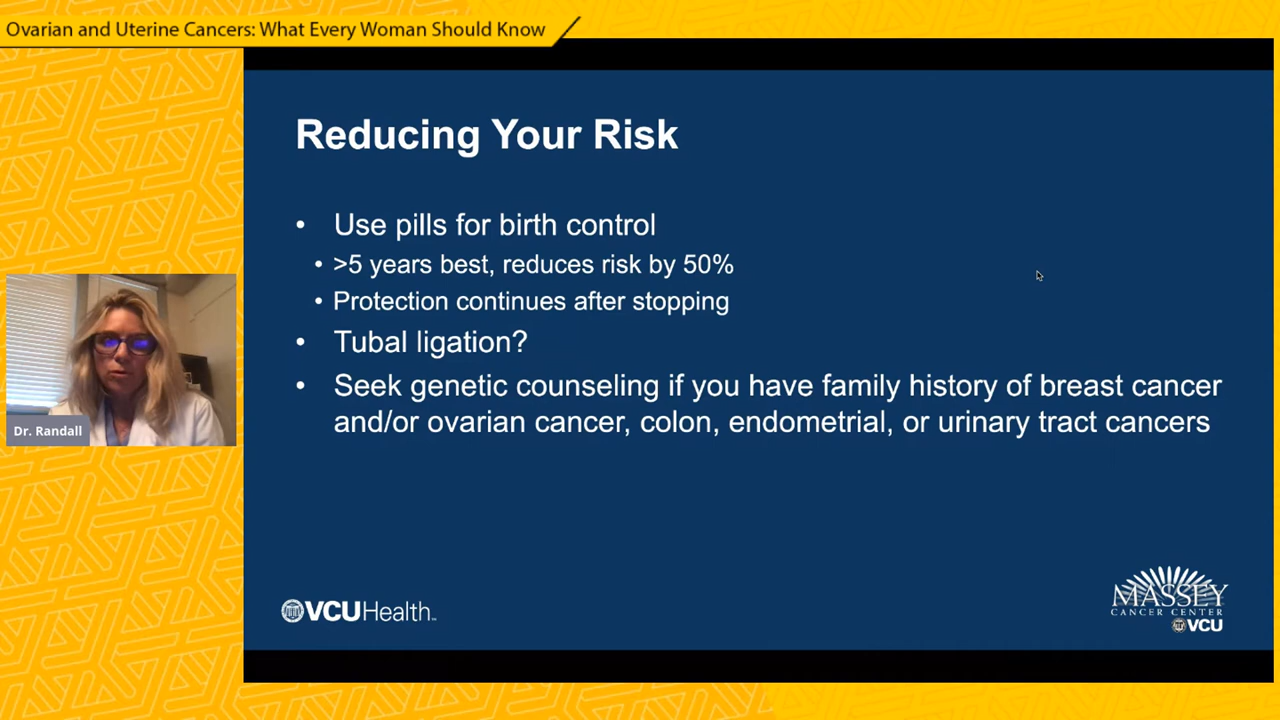 Ovarian and Uterine Cancers: What Every Woman Should Know
Reducing Your Risk
• Use pills for birth control
• >5 years best, reduces risk by 50%
• Protection continues after stopping
• Tubal ligation?
• Seek genetic counseling if you have family history of breast cancer
and/or ovarian cancer, colon, endometrial, or urinary tract cancers
Dr. Randall
VCUHealth™
MASSEY
CANCER CENTER
VCU